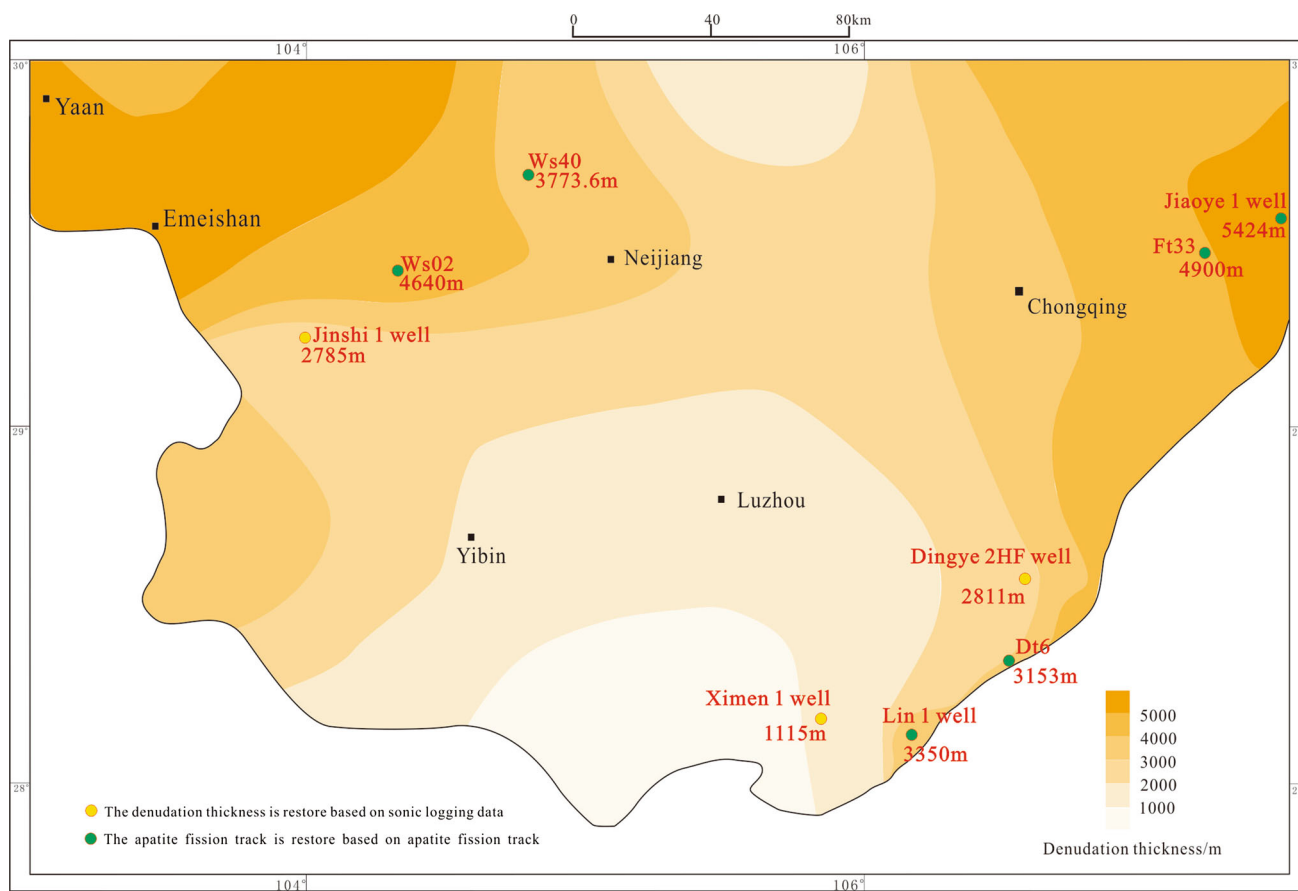 0 40 80km
104° 106°
30° 3
Yaan
Ws40
3773.6m
Emeishan
Jiaoye 1 well
5424m
Ft33
4900m
Neijiang
Ws02
4640m
Chongqing
Jinshi 1 well
2785m
29° 2
Luzhou
Yibin
Dingye 2HF well
2811m
Dt6
3153m
Ximen 1 well
1115m
Lin 1 well
3350m
5000
4000
3000
2000
1000
28° 2
The denudation thickness is restore based on sonic logging data
The apatite fission track is restore based on apatite fission track
Denudation thickness/m
104° 106°